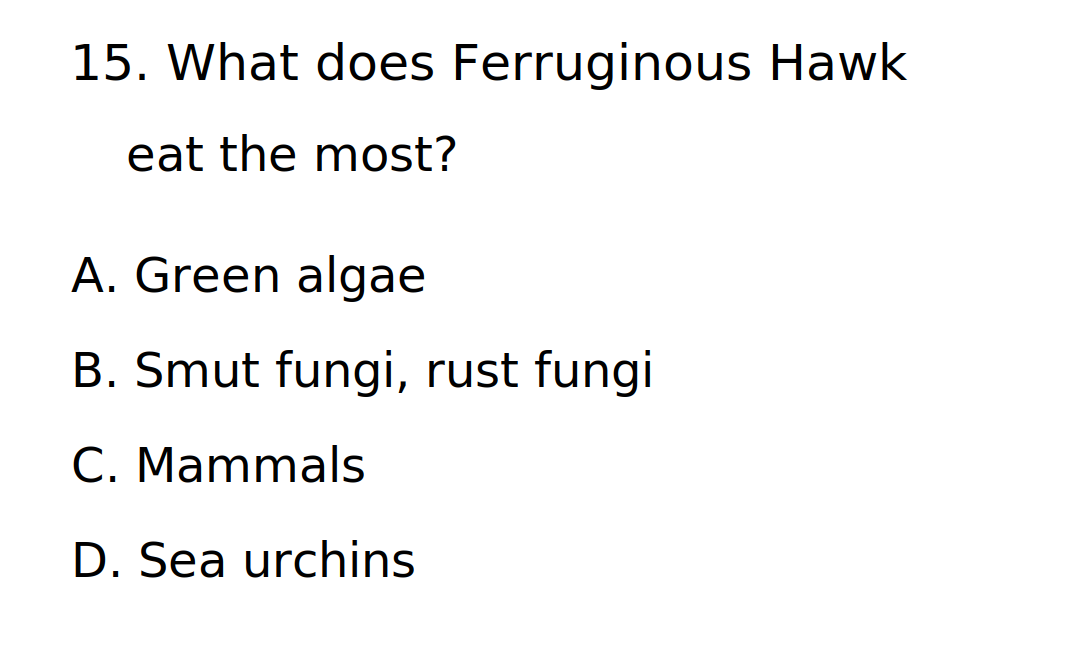 15. What does Ferruginous Hawk
eat the most?
A. Green algae
B. Smut fungi, rust fungi
C. Mammals
D. Sea urchins